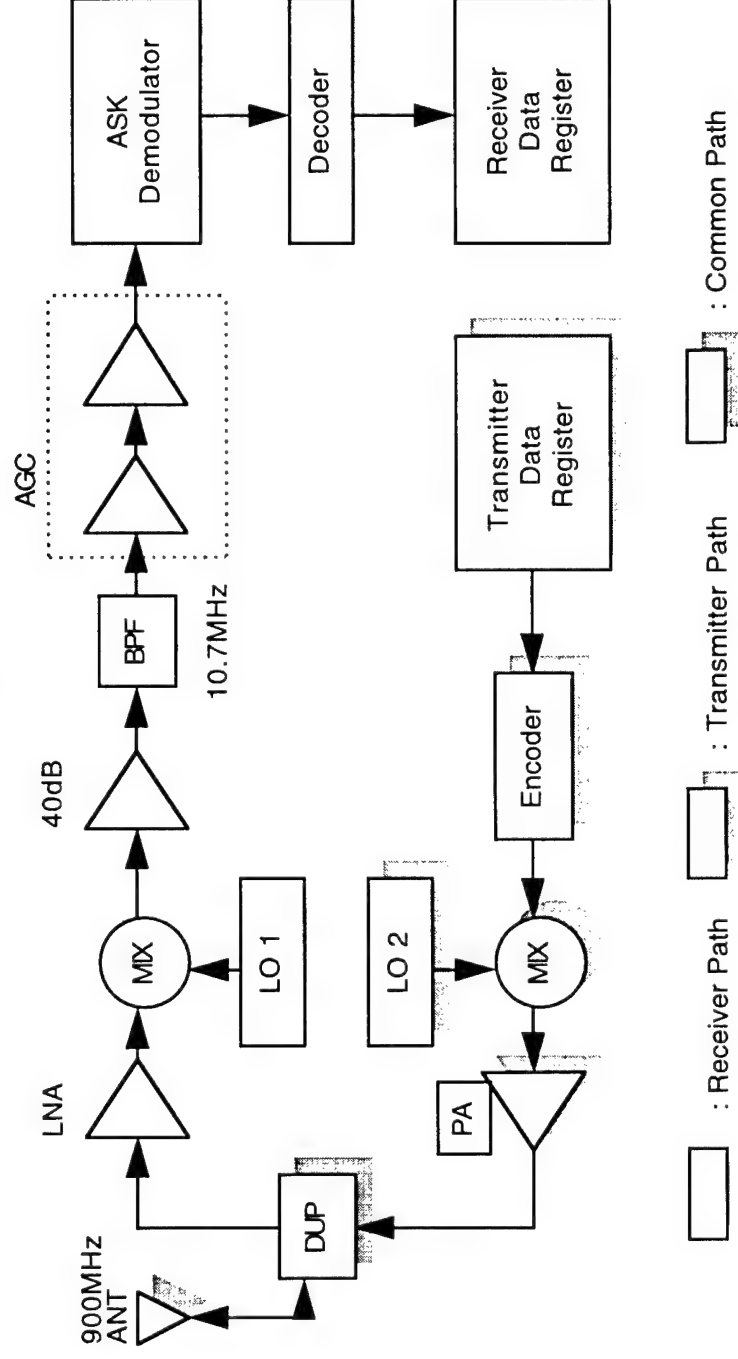 900MHz
ANT
DUP
LNA
MIX
LO 1
40dB
BPF
10.7MHz
AGC
ASK
Demodulator
Decoder
Receiver
Data
Register
Transmitter
Data
Register
Encoder
LO 2
MIX
PA
: Receiver Path
: Transmitter Path
: Common Path